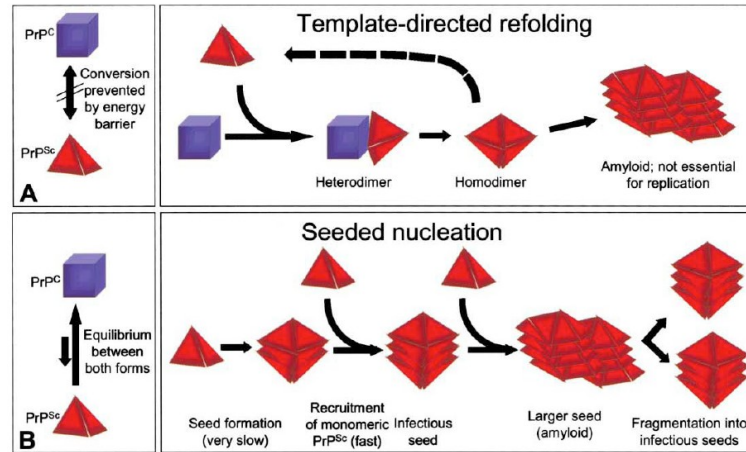 PrPC
Conversion
prevented
by energy
barrier
PrPSc
A
Template-directed refolding
Heterodimer
Homodimer
Amyloid; not essential
for replication
PrPC
Equilibrium
between
both forms
PrPSc
B
Seeded nucleation
Seed formation
(very slow)
Recruitment
of monomeric
PrPSc (fast)
Infectious
seed
Larger seed
(amyloid)
Fragmentation into
infectious seeds